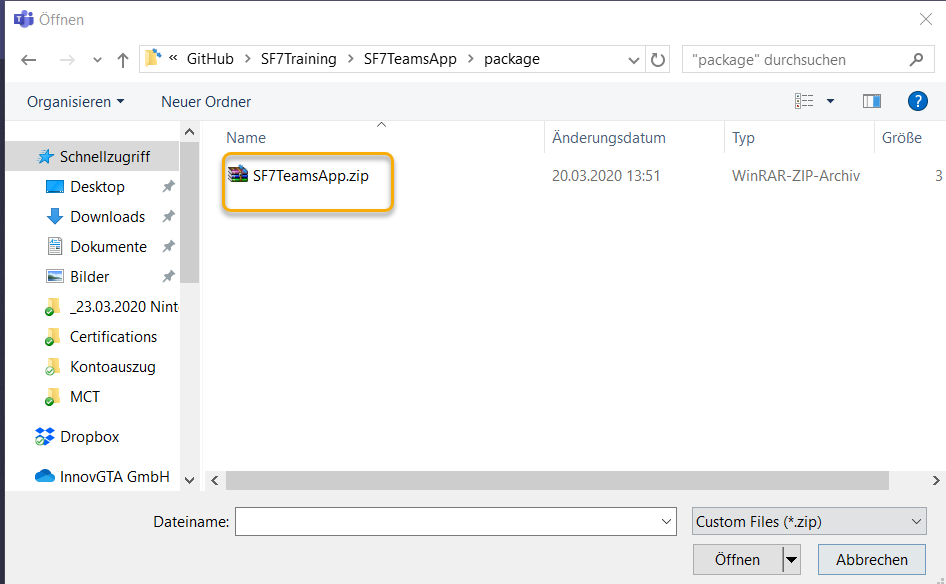 Öffnen
« GitHub > SF7Training > SF7TeamsApp > package
"package" durchsuchen
Organisieren
Neuer Ordner
?
Name
Änderungsdatum
Typ
Größe
SF7TeamsApp.zip
20.03.2020 13:51
WinRAR-ZIP-Archiv
3
Schnellzugriff
Desktop
Downloads
Dokumente
Bilder
_23.03.2020 Nint
Certifications
Kontoauszug
MCT
Dropbox
InnovGTA GmbH
Dateiname:
Custom Files (*.zip)
Öffnen
Abbrechen